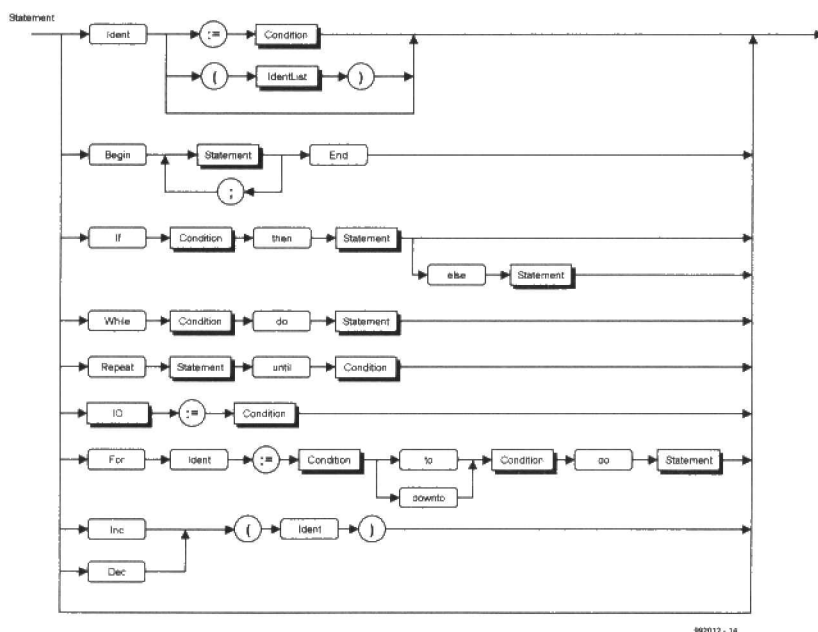 Statement
Ident := Condition
( IdentList )
Begin Statement End
;
If Condition then Statement
else Statement
While Condition do Statement
Repeat Statement until Condition
IO := Condition
For Ident := Condition to Condition do Statement
downto
Inc ( Ident )
Dec
992012 - 14